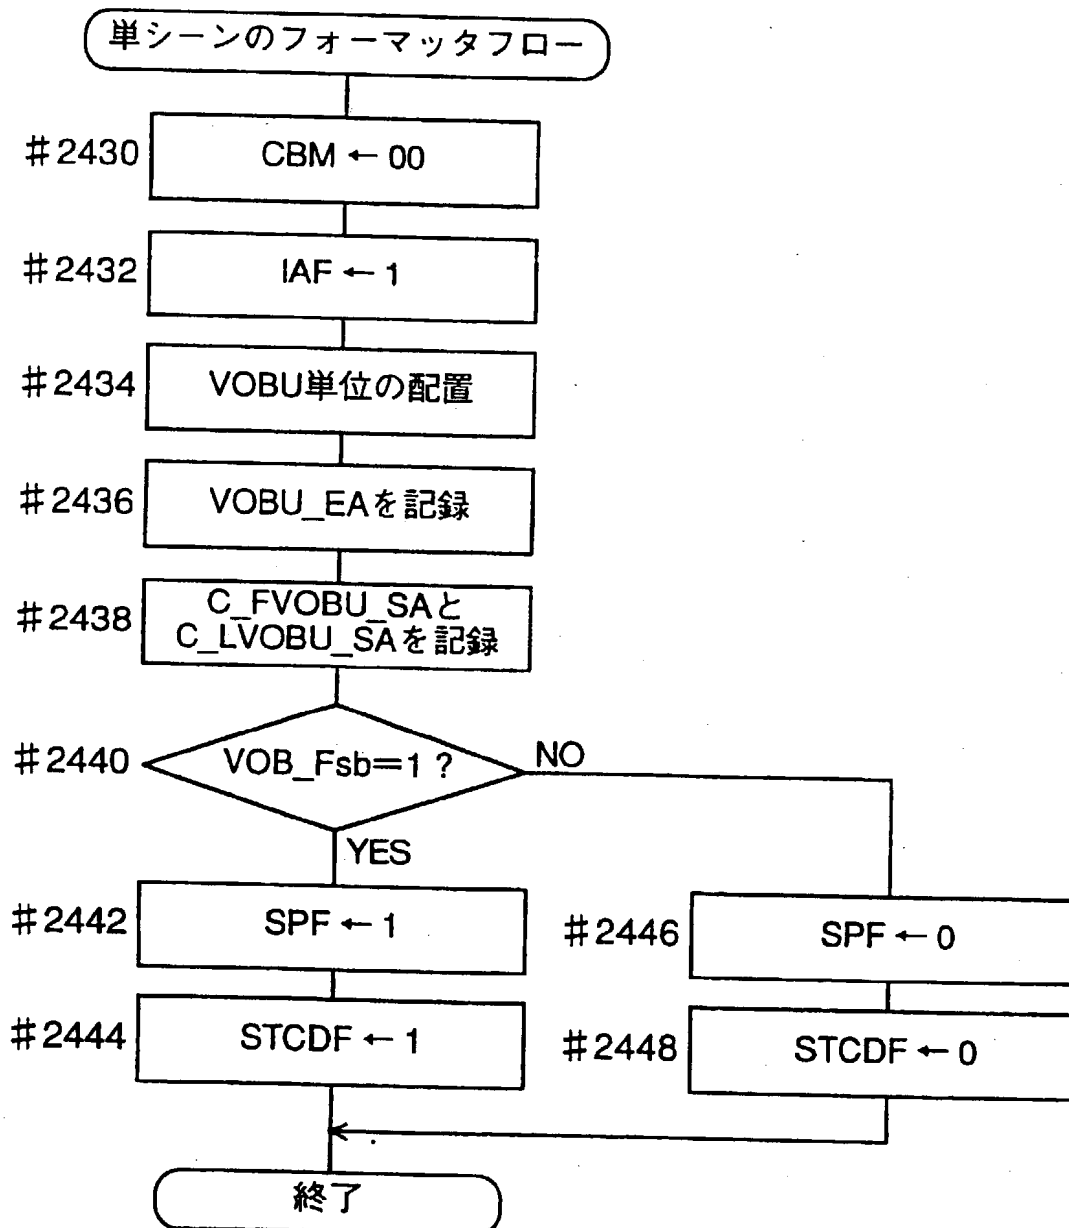 単シーンのフォーマッタフロー
#2430
CBM ← 00
#2432
IAF ← 1
#2434
VOBU単位の配置
#2436
VOBU_EAを記録
#2438
C_FVOBU_SAと
C_LVOBU_SAを記録
#2440
VOB_Fsb=1 ?
NO
YES
#2442
SPF ← 1
#2446
SPF ← 0
#2444
STCDF ← 1
#2448
STCDF ← 0
終了